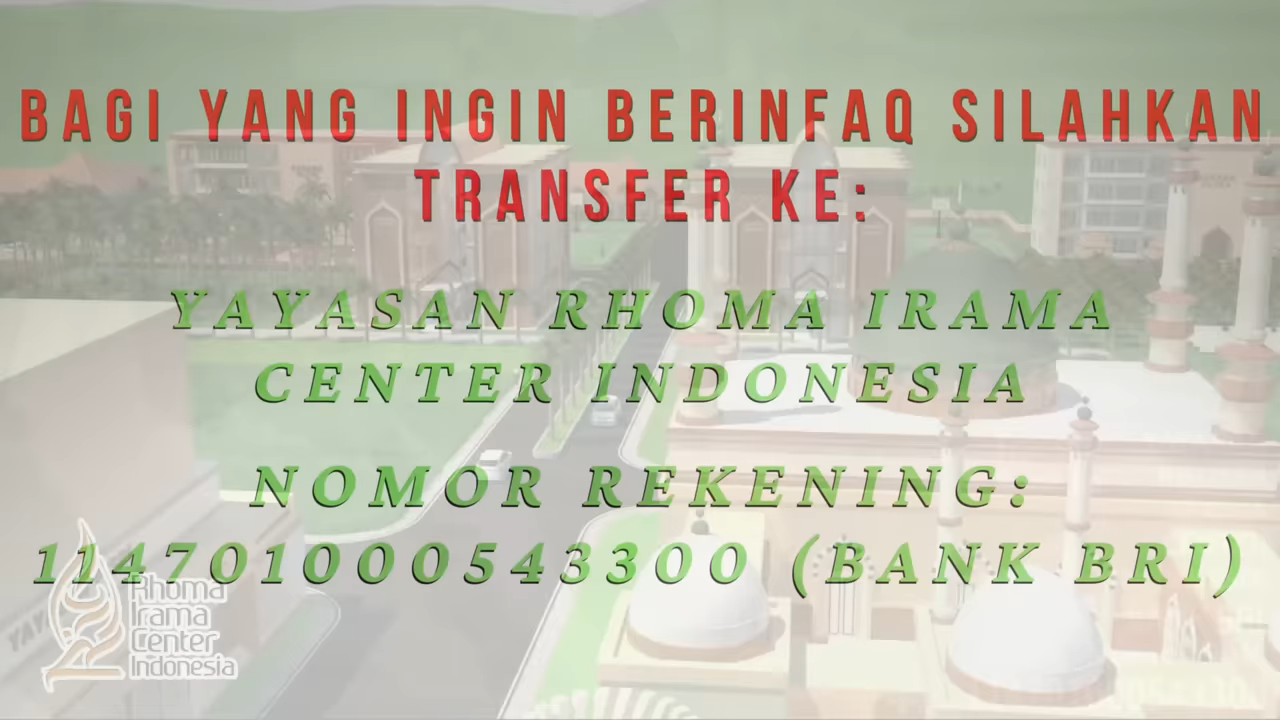 BAGI YANG INGIN BERINFAQ SILAHKAN
TRANSFER KE:
YAYASAN RHOMA IRAMA
CENTER INDONESIA
NOMOR REKENING:
114701000543300 (BANK BRI)
Rhoma
Irama
Center
Indonesia